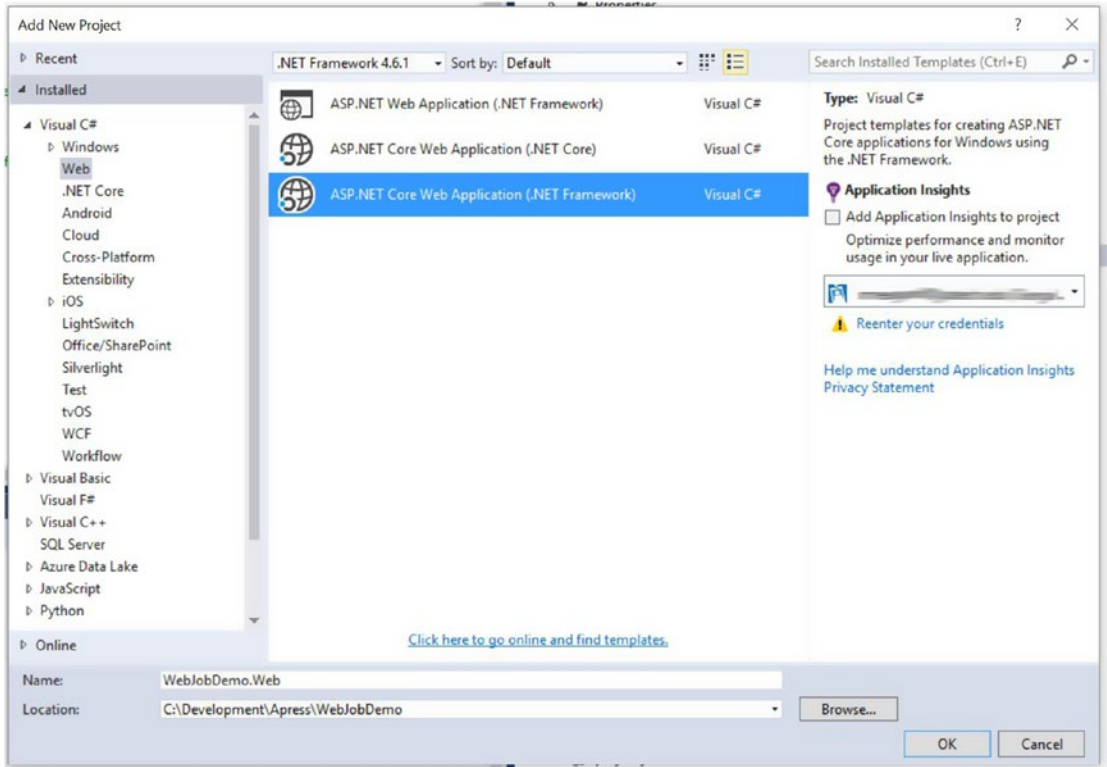 Properties
Add New Project
? ×
Recent
.NET Framework 4.6.1 Sort by: Default
Search Installed Templates (Ctrl+E)
Installed
Visual C#
Windows
Web
.NET Core
Android
Cloud
Cross-Platform
Extensibility
iOS
LightSwitch
Office/SharePoint
Silverlight
Test
tvOS
WCF
Workflow
Visual Basic
Visual F#
Visual C++
SQL Server
Azure Data Lake
JavaScript
Python
Online
ASP.NET Web Application (.NET Framework) Visual C#
ASP.NET Core Web Application (.NET Core) Visual C#
ASP.NET Core Web Application (.NET Framework) Visual C#
Click here to go online and find templates.
Type: Visual C#
Project templates for creating ASP.NET
Core applications for Windows using
the .NET Framework.
Application Insights
Add Application Insights to project
Optimize performance and monitor
usage in your live application.
Reenter your credentials
Help me understand Application Insights
Privacy Statement
Name: WebJobDemo.Web
Location: C:\Development\Apress\WebJobDemo
Browse...
OK Cancel